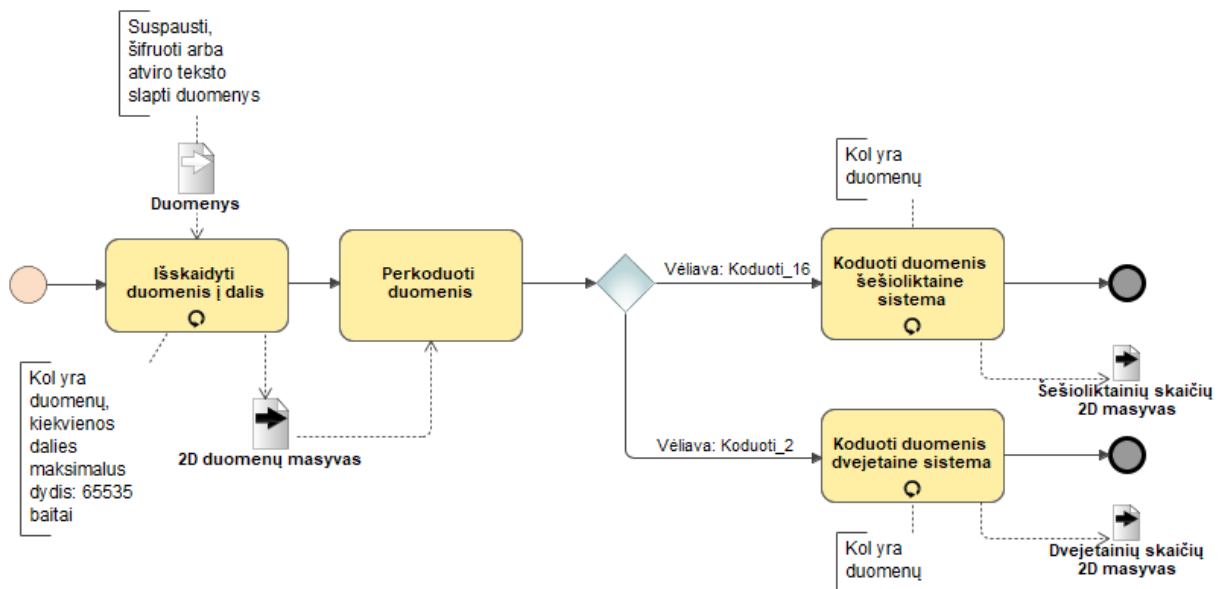 Suspausti,
šifruoti arba
atviro teksto
slapti duomenys
Duomenys
Išskaidyti
duomenis į dalis
Perkoduoti
duomenis
Kol yra
duomenų,
kiekvienos
dalies
maksimalus
dydis: 65535
baitai
2D duomenų masyvas
Vėliava: Koduoti_16
Kol yra
duomenų
Koduoti duomenis
šešioliktaine
sistema
Šešioliktainių skaičių
2D masyvas
Vėliava: Koduoti_2
Koduoti duomenis
dvejetaine sistema
Kol yra
duomenų
Dvejetainių skaičių
2D masyvas